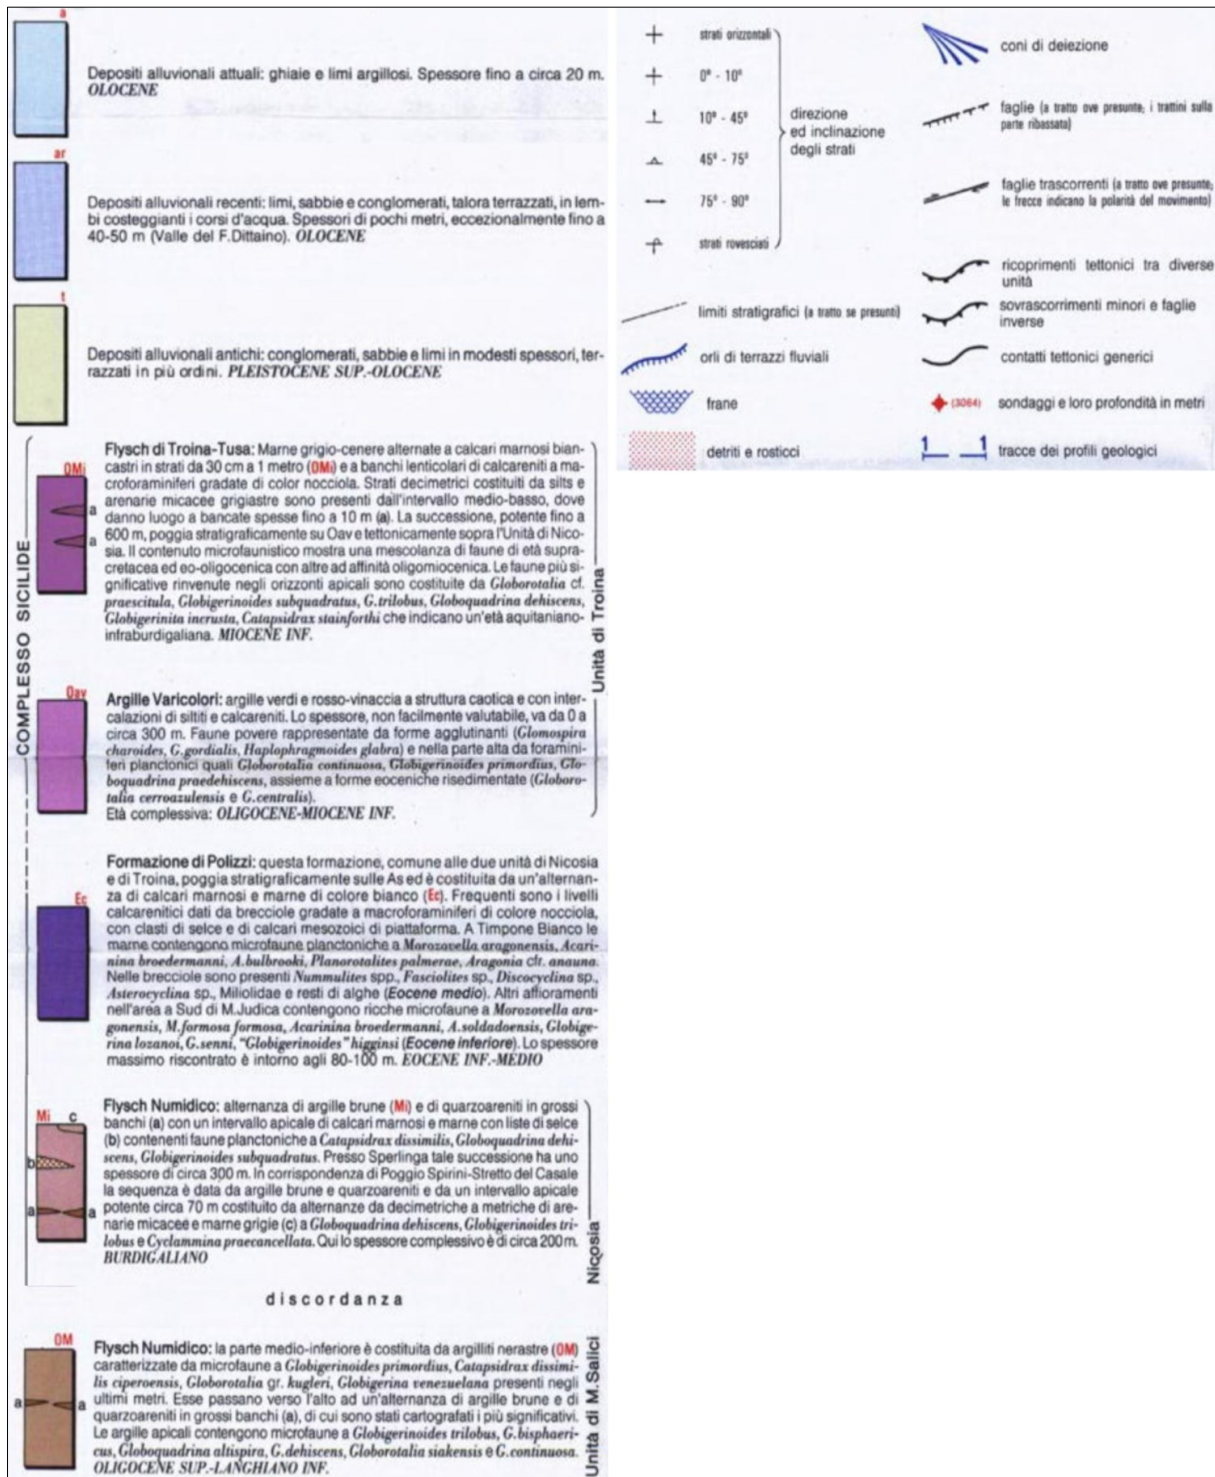 a
Depositi alluvionali attuali: ghiaie e limi argillosi. Spessore fino a circa 20 m.
OLOCENE
ar
Depositi alluvionali recenti: limi, sabbie e conglomerati, talora terrazzati, in lem-
bi costeggianti i corsi d'acqua. Spessori di pochi metri, eccezionalmente fino a
40-50 m (Valle del F.Dittaino). OLOCENE
t
Depositi alluvionali antichi: conglomerati, sabbie e limi in modesti spessori, ter-
razzati in più ordini. PLEISTOCENE SUP.-OLOCENE
COMPLESSO SICILIDE
OMi
a
a
Flysch di Troina-Tusa: Marne grigio-cenere alternate a calcari marnosi bian-
castri in strati da 30 cm a 1 metro (OMi) e a banchi lenticolari di calcareniti a ma-
croforaminiferi gradate di color nocciola. Strati decimetrici costituiti da silts e
arenarie micacee grigiastre sono presenti dall'intervallo medio-basso, dove
danno luogo a bancate spesse fino a 10 m (a). La successione, potente fino a
600 m, poggia stratigraficamente su Oav e tettonicamente sopra l'Unità di Nico-
sia. Il contenuto microfaunistico mostra una mescolanza di faune di età supra-
cretacea ed eo-oligocenica con altre ad affinità oligomiocenica. Le faune più si-
gnificative rinvenute negli orizzonti apicali sono costituite da Globorotalia cf.
praescitula, Globigerinoides subquadratus, G.trilobus, Globoquadrina dehiscens,
Globigerinita incrusta, Catapsidrax stainforthi che indicano un'età aquitaniano-
infraburdigaliana. MIOCENE INF.
Unità di Troina
Oav
Argille Varicolori: argille verdi e rosso-vinaccia a struttura caotica e con inter-
calazioni di siltiti e calcareniti. Lo spessore, non facilmente valutabile, va da 0 a
circa 300 m. Faune povere rappresentate da forme agglutinanti (Glomospira
charoides, G.gordialis, Haplophragmoides glabra) e nella parte alta da foramini-
feri planctonici quali Globorotalia continuosa, Globigerinoides primordius, Glo-
boquadrina praedehiscens, assieme a forme eoceniche risedimentate (Globoro-
talia cerroazulensis e G.centralis).
Età complessiva: OLIGOCENE-MIOCENE INF.
Ec
Formazione di Polizzi: questa formazione, comune alle due unità di Nicosia
e di Troina, poggia stratigraficamente sulle As ed è costituita da un'alternan-
za di calcari marnosi e marne di colore bianco (Ec). Frequenti sono i livelli
calcarenitici dati da brecciole gradate a macroforaminiferi di colore nocciola,
con clasti di selce e di calcari mesozoici di piattaforma. A Timpone Bianco le
marne contengono microfaune planctoniche a Morozovella aragonensis, Acari-
nina broedermanni, A.bulbrooki, Planorotalites palmerae, Aragonia cfr. anauna.
Nelle brecciole sono presenti Nummulites spp., Fasciolites sp., Discocyclina sp.,
Asterocyclina sp., Miliolidae e resti di alghe (Eocene medio). Altri affioramenti
nell'area a Sud di M.Judica contengono ricche microfaune a Morozovella ara-
gonensis, M.formosa formosa, Acarinina broedermanni, A.soldadoensis, Globige-
rina lozanoi, G.senni, "Globigerinoides" higginsi (Eocene inferiore). Lo spessore
massimo riscontrato è intorno agli 80-100 m. EOCENE INF.-MEDIO
Mi c
b
a a
Flysch Numidico: alternanza di argille brune (Mi) e di quarzoareniti in grossi
banchi (a) con un intervallo apicale di calcari marnosi e marne con liste di selce
(b) contenenti faune planctoniche a Catapsidrax dissimilis, Globoquadrina dehi-
scens, Globigerinoides subquadratus. Presso Sperlinga tale successione ha uno
spessore di circa 300 m. In corrispondenza di Poggio Spirini-Stretto del Casale
la sequenza è data da argille brune e quarzoareniti e da un intervallo apicale
potente circa 70 m costituito da alternanze da decimetriche a metriche di are-
narie micacee e marne grigie (c) a Globoquadrina dehiscens, Globigerinoides tri-
lobus e Cyclammina praecancellata. Qui lo spessore complessivo è di circa 200 m.
BURDIGALIANO
Nicosia
discordanza
OM
a a
Flysch Numidico: la parte medio-inferiore è costituita da argilliti nerastre (OM)
caratterizzate da microfaune a Globigerinoides primordius, Catapsidrax dissimi-
lis ciperoensis, Globorotalia gr. kugleri, Globigerina venezuelana presenti negli
ultimi metri. Esse passano verso l'alto ad un'alternanza di argille brune e di
quarzoareniti in grossi banchi (a), di cui sono stati cartografati i più significativi.
Le argille apicali contengono microfaune a Globigerinoides trilobus, G.bisphaeri-
cus, Globoquadrina altispira, G.dehiscens, Globorotalia siakensis e G.continuosa.
OLIGOCENE SUP.-LANGHIANO INF.
Unità di M.Salici
strati orizzontali
0° - 10°
10° - 45°
45° - 75°
75° - 90°
strati rovesciati
direzione
ed inclinazione
degli strati
limiti stratigrafici (a tratto se presunti)
orli di terrazzi fluviali
frane
detriti e rosticci
coni di deiezione
faglie (a tratto ove presunte; i trattini sulla
parte ribassata)
faglie trascorrenti (a tratto ove presunte;
le frecce indicano la polarità del movimento)
ricoprimenti tettonici tra diverse
unità
sovrascorrimenti minori e faglie
inverse
contatti tettonici generici
(3064) sondaggi e loro profondità in metri
1 1 tracce dei profili geologici